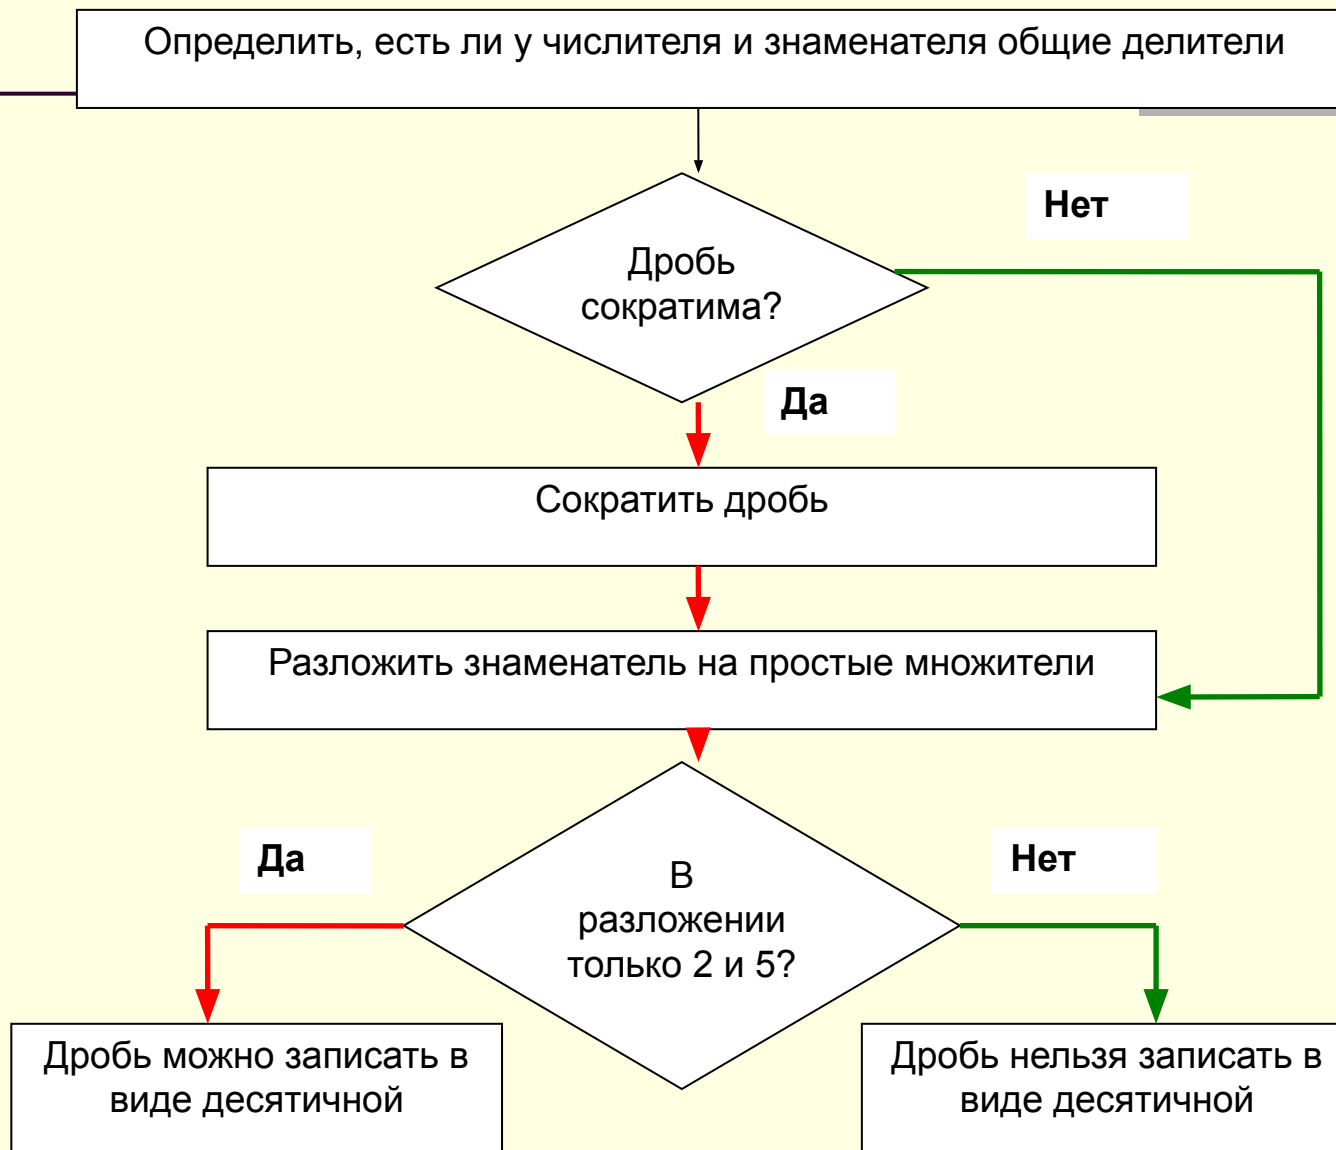 Определить, есть ли у числителя и знаменателя общие делители
Нет
Дробь
сократима?
Да
Сократить дробь
Разложить знаменатель на простые множители
Да
Нет
В
разложении
только 2 и 5?
Дробь можно записать в
виде десятичной
Дробь нельзя записать в
виде десятичной